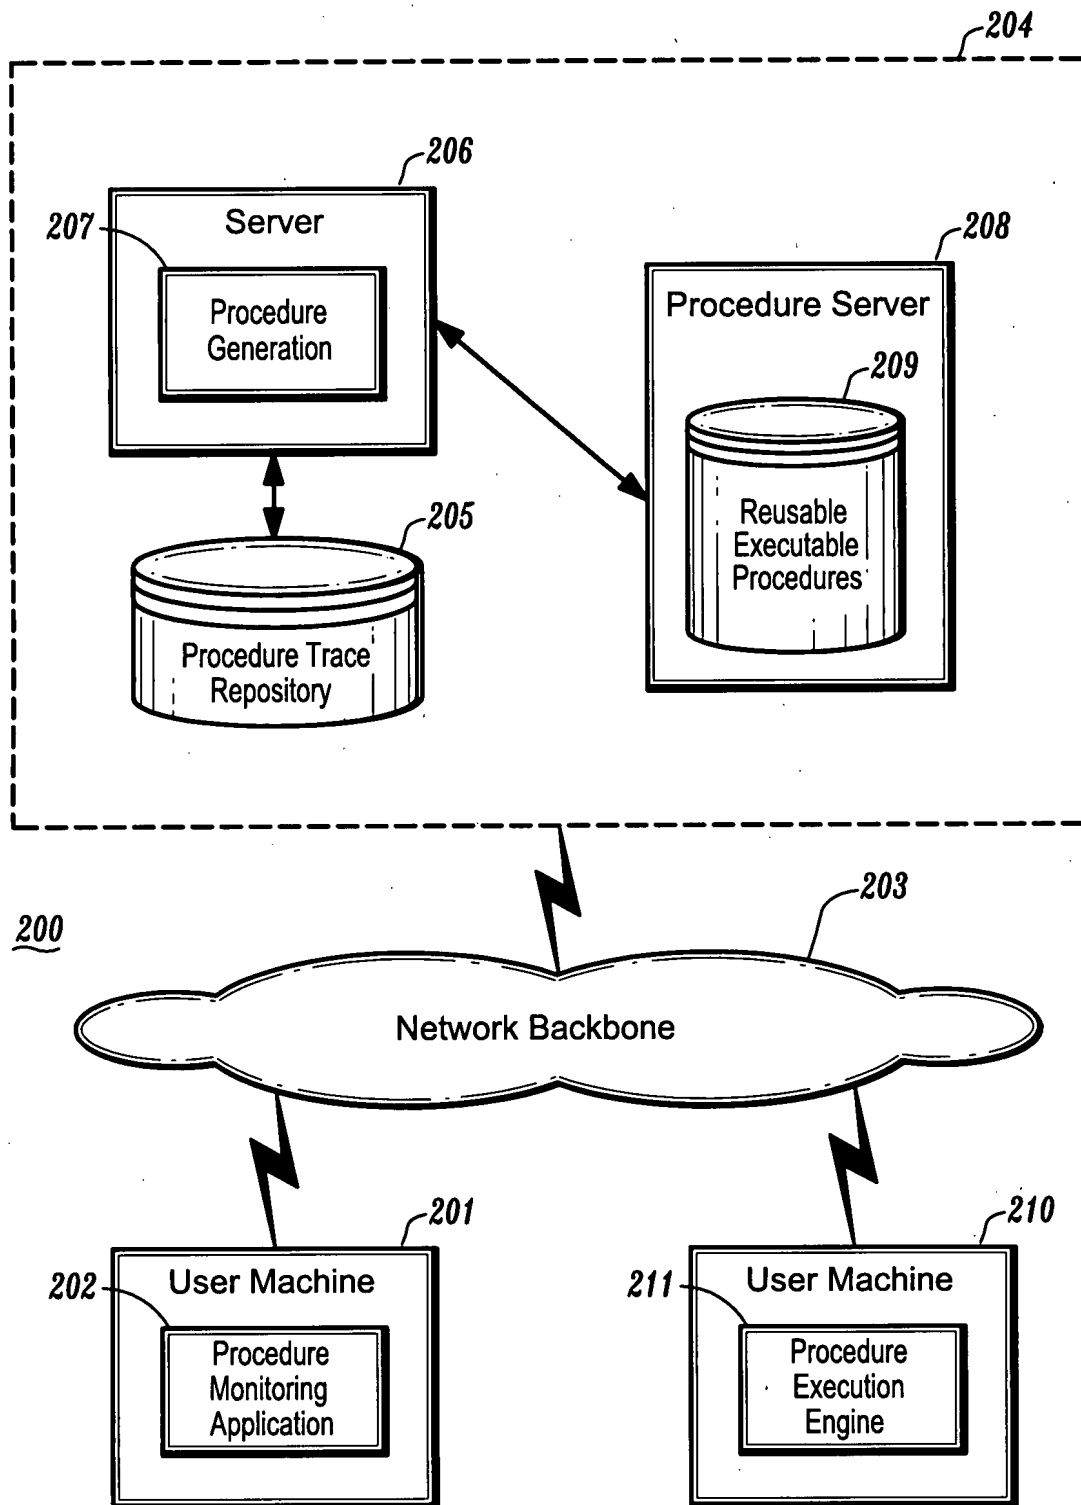 204
206
Server
207
Procedure
Generation
208
Procedure Server
209
Reusable
Executable
Procedures
205
Procedure Trace
Repository
203
200
Network Backbone
201
User Machine
202
Procedure
Monitoring
Application
210
User Machine
211
Procedure
Execution
Engine